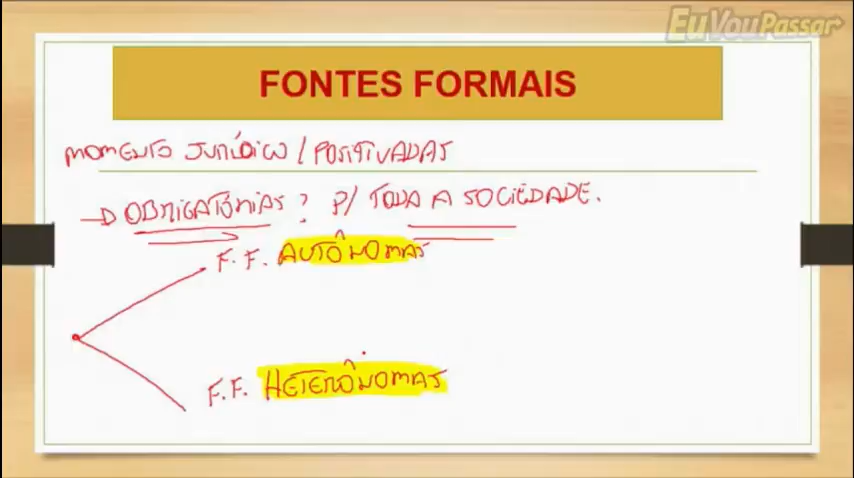 EuVouPassar
FONTES FORMAIS
MOMENTO JURÍDICO / POSITIVADAS
→ OBRIGATÓRIAS? P/ TODA A SOCIEDADE.
F.F. AUTÔNOMAS
F.F. HETERÔNOMAS